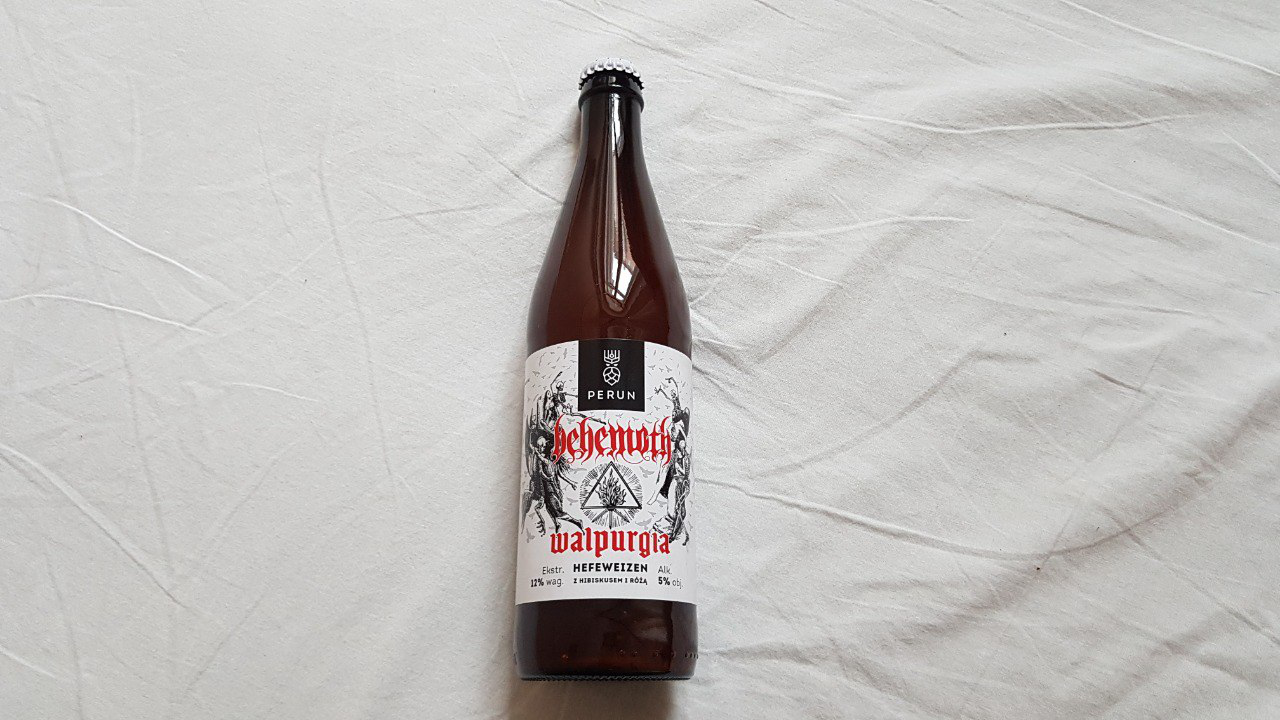 PERUN
behemoth
walpurgia
Ekstr. HEFEWEIZEN Alk.
12% wag. Z HIBISKUSEM I RÓŻĄ 5% obj.